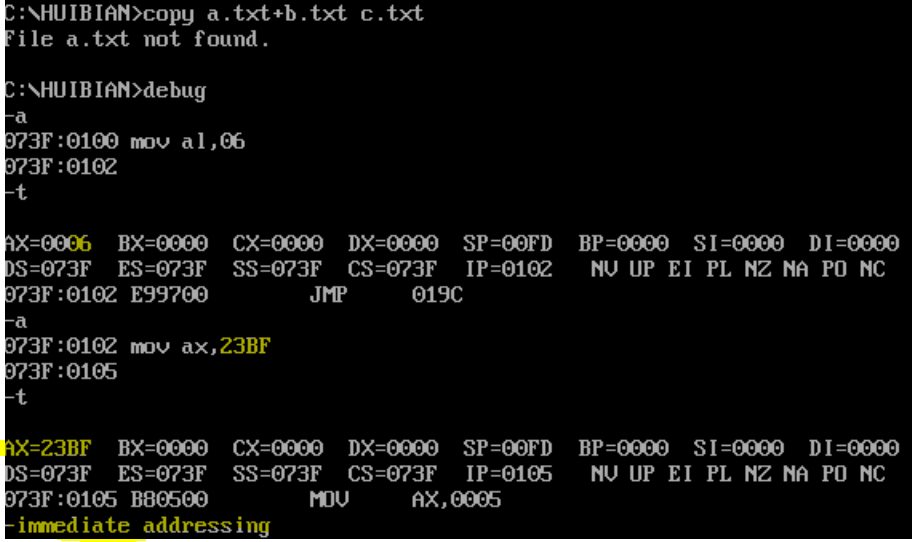 C:\HUIBIAN>copy a.txt+b.txt c.txt
File a.txt not found.
C:\HUIBIAN>debug
-a
073F:0100 mov al,06
073F:0102
-t
AX=0006 BX=0000 CX=0000 DX=0000 SP=00FD BP=0000 SI=0000 DI=0000
DS=073F ES=073F SS=073F CS=073F IP=0102 NV UP EI PL NZ NA PO NC
073F:0102 E99700 JMP 019C
-a
073F:0102 mov ax,23BF
073F:0105
-t
AX=23BF BX=0000 CX=0000 DX=0000 SP=00FD BP=0000 SI=0000 DI=0000
DS=073F ES=073F SS=073F CS=073F IP=0105 NV UP EI PL NZ NA PO NC
073F:0105 B80500 MOV AX,0005
-immediate addressing